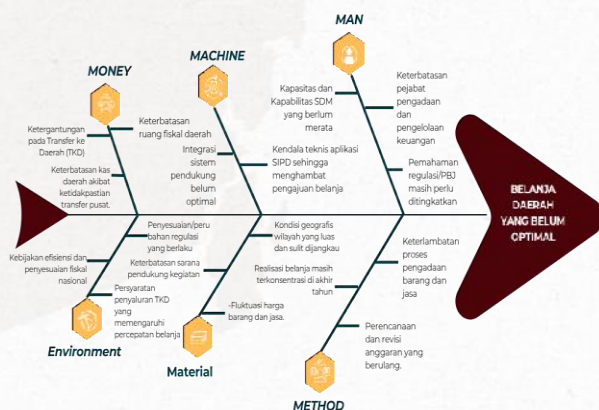 MAN
MACHINE
MONEY
Ketergantungan
pada Transfer ke
Daerah (TKD)
Keterbatasan
ruang fiskal daerah
Keterbatasan kas
daerah akibat
ketidakpastian
transfer pusat.
Integrasi
sistem
pendukung
belum
optimal
Kendala teknis aplikasi
SIPD sehingga
menghambat
pengajuan belanja
Kapasitas dan
Kapabilitas SDM
yang berlum
merata
Keterbatasan
pejabat
pengadaan
dan
pengelolaan
keuangan
Pemahaman
regulasi/PBJ
masih perlu
ditingkatkan
BELANJA
DAERAH
YANG BELUM
OPTIMAL
Penyesuaian/peru
bahan regulasi
yang berlaku
Kebijakan efisiensi dan
penyesuaian fiskal
nasional
Persyaratan
penyaluran TKD
yang
memengaruhi
percepatan belanja
Kondisi geografis
wilayah yang luas
dan sulit dijangkau
Keterbatasan sarana
pendukung kegiatan
-Fluktuasi harga
barang dan jasa.
Realisasi belanja masih
terkonsentrasi di akhir
tahun
Keterlambatan
proses
pengadaan
barang dan
jasa
Perencanaan
dan revisi
anggaran yang
berulang.
Environment
Material
METHOD